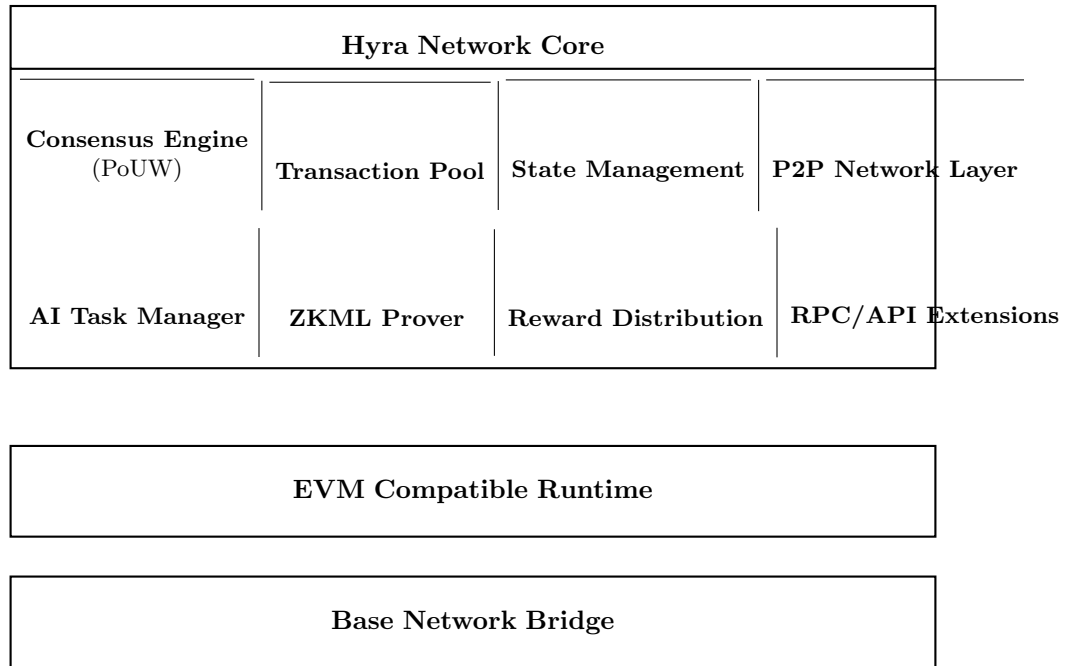 Hyra Network Core
Consensus Engine
(PoUW)
Transaction Pool
State Management
P2P Network Layer
AI Task Manager
ZKML Prover
Reward Distribution
RPC/API Extensions
EVM Compatible Runtime
Base Network Bridge